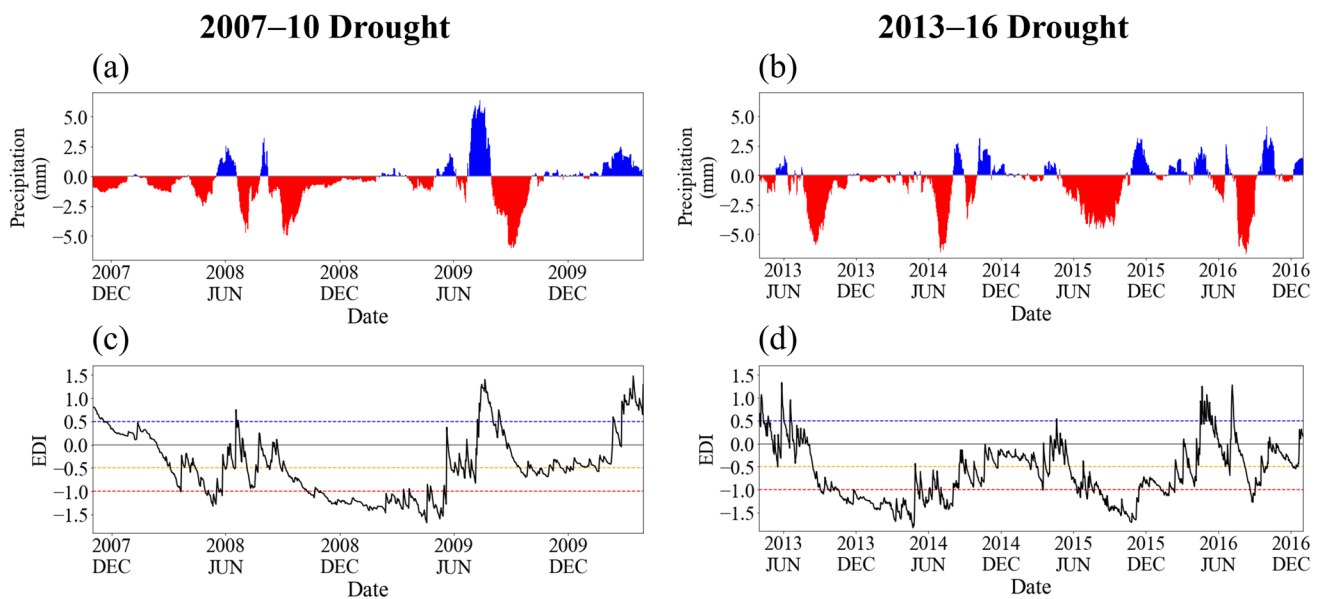 2007–10 Drought
2013–16 Drought
(a)
(b)
5.0
2.5
0.0
−2.5
−5.0
Precipitation
(mm)
2007 2008 2008 2009 2009
DEC JUN DEC JUN DEC
Date
5.0
2.5
0.0
−2.5
−5.0
Precipitation
(mm)
2013 2013 2014 2014 2015 2015 2016 2016
JUN DEC JUN DEC JUN DEC JUN DEC
Date
(c)
(d)
1.5
1.0
0.5
0.0
−0.5
−1.0
−1.5
EDI
2007 2008 2008 2009 2009
DEC JUN DEC JUN DEC
Date
1.5
1.0
0.5
0.0
−0.5
−1.0
−1.5
EDI
2013 2013 2014 2014 2015 2015 2016 2016
JUN DEC JUN DEC JUN DEC JUN DEC
Date